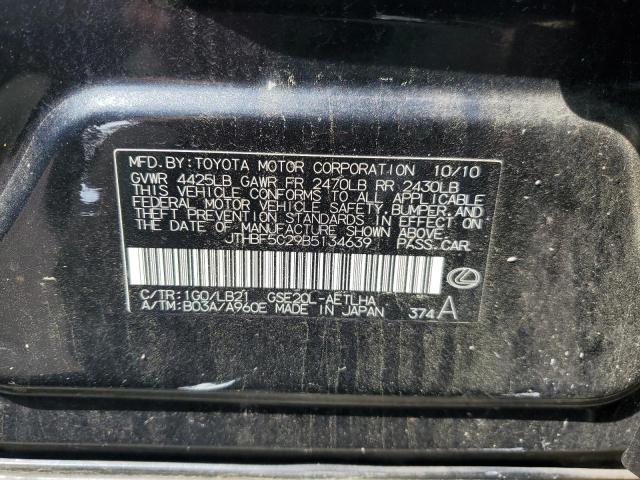 MFD. BY: TOYOTA MOTOR CORPORATION 10/10
GVWR 4425LB GAWR FR 2470LB RR 2430LB
THIS VEHICLE CONFORMS TO ALL APPLICABLE
FEDERAL MOTOR VEHICLE SAFETY, BUMPER, AND
THEFT PREVENTION STANDARDS IN EFFECT ON
THE DATE OF MANUFACTURE SHOWN ABOVE.
JTHBF5C29B5134639 PASS.CAR
C/TR:1G0/LB21 GSE20L-AETLHA
A/TM:B03A/A960E MADE IN JAPAN 374 A